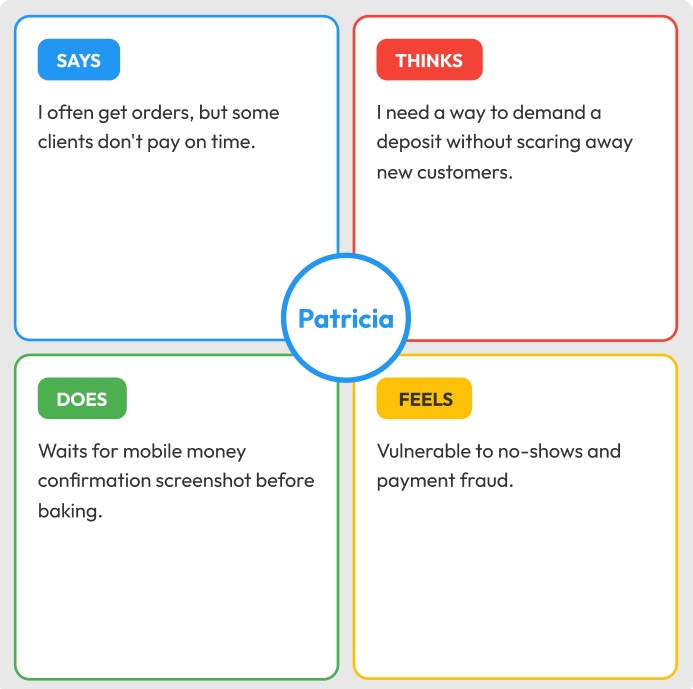 SAYS
I often get orders, but some
clients don't pay on time.
THINKS
I need a way to demand a
deposit without scaring away
new customers.
Patricia
DOES
Waits for mobile money
confirmation screenshot before
baking.
FEELS
Vulnerable to no-shows and
payment fraud.